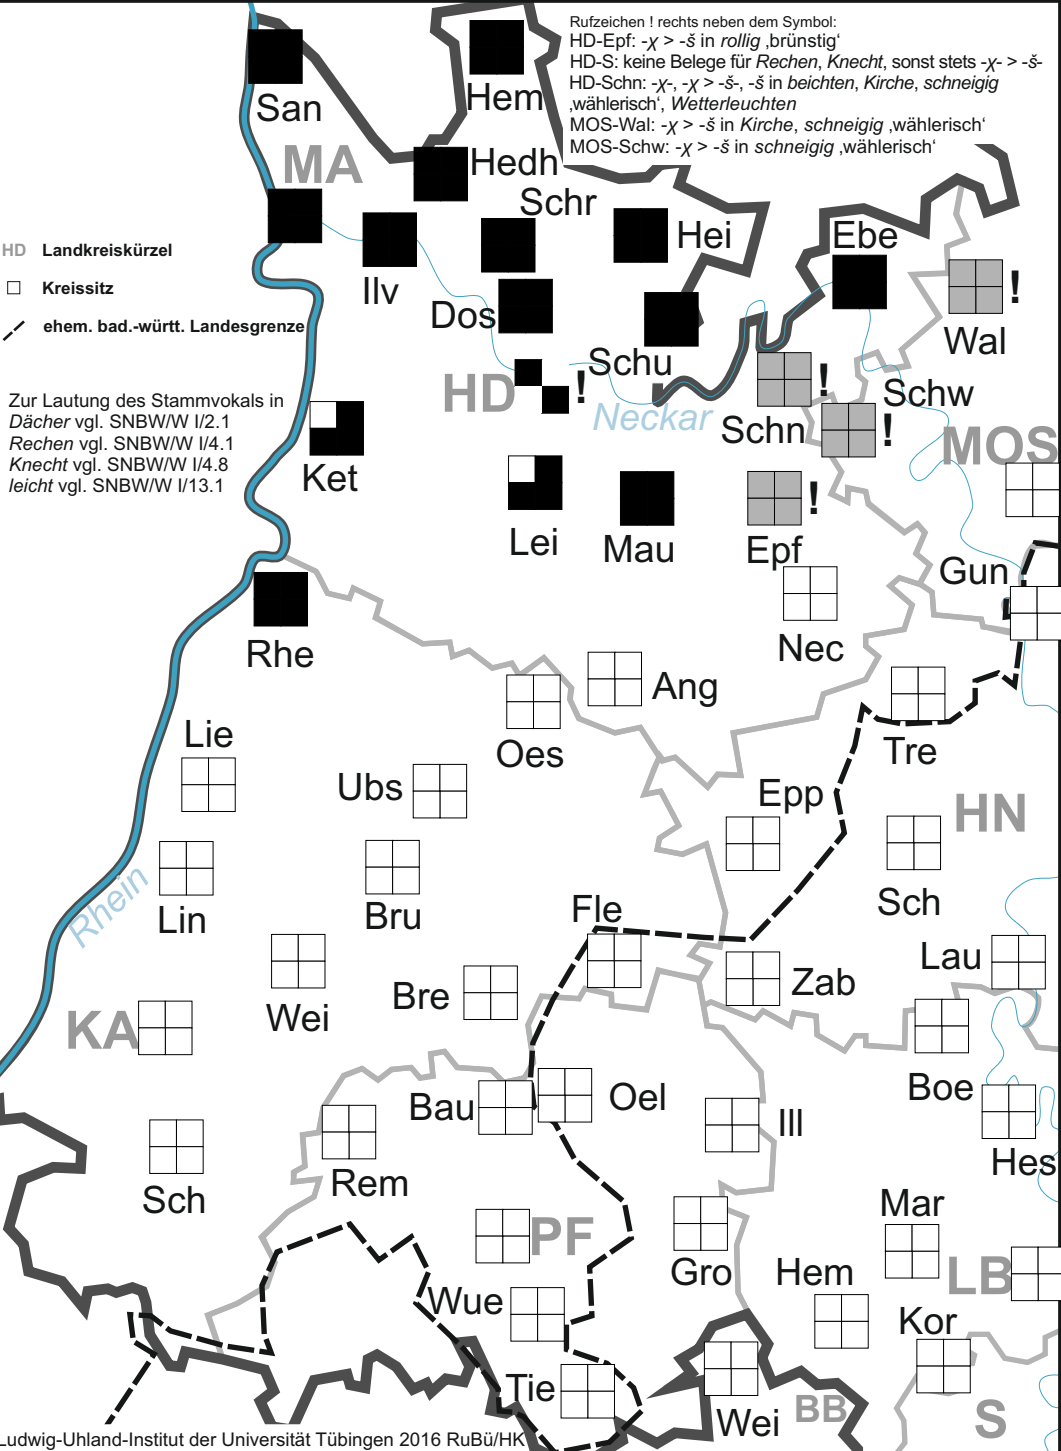 Rufzeichen ! rechts neben dem Symbol:
HD-Epf: -χ > -š in rollig ‚brünstig‘
HD-S: keine Belege für Rechen, Knecht, sonst stets -χ- > -š-
HD-Schn: -χ-, -χ > -š-, -š in beichten, Kirche, schneigig
‚wählerisch‘, Wetterleuchten
MOS-Wal: -χ > -š in Kirche, schneigig ‚wählerisch‘
MOS-Schw: -χ > -š in schneigig ‚wählerisch‘
San
Hem
MA
Hedh
Schr
Hei
Ebe
HD Landkreiskürzel
Kreissitz
ehem. bad.-württ. Landesgrenze
Ilv
Dos
!
Wal
Schu
HD
!
Neckar
!
Schn
Schw
!
MOS
Zur Lautung des Stammvokals in
Dächer vgl. SNBW/W I/2.1
Rechen vgl. SNBW/W I/4.1
Knecht vgl. SNBW/W I/4.8
leicht vgl. SNBW/W I/13.1
Ket
Lei
Mau
!
Epf
Gun
Rhe
Nec
Ang
Oes
Tre
Lie
Ubs
Epp
HN
Rhein
Lin
Bru
Sch
Fle
Lau
Wei
Bre
Zab
KA
Boe
Bau
Oel
Ill
Hes
Sch
Rem
PF
Gro
Mar
Hem
LB
Wue
Kor
Tie
Wei
BB
S
Ludwig-Uhland-Institut der Universität Tübingen 2016 RuBü/HK